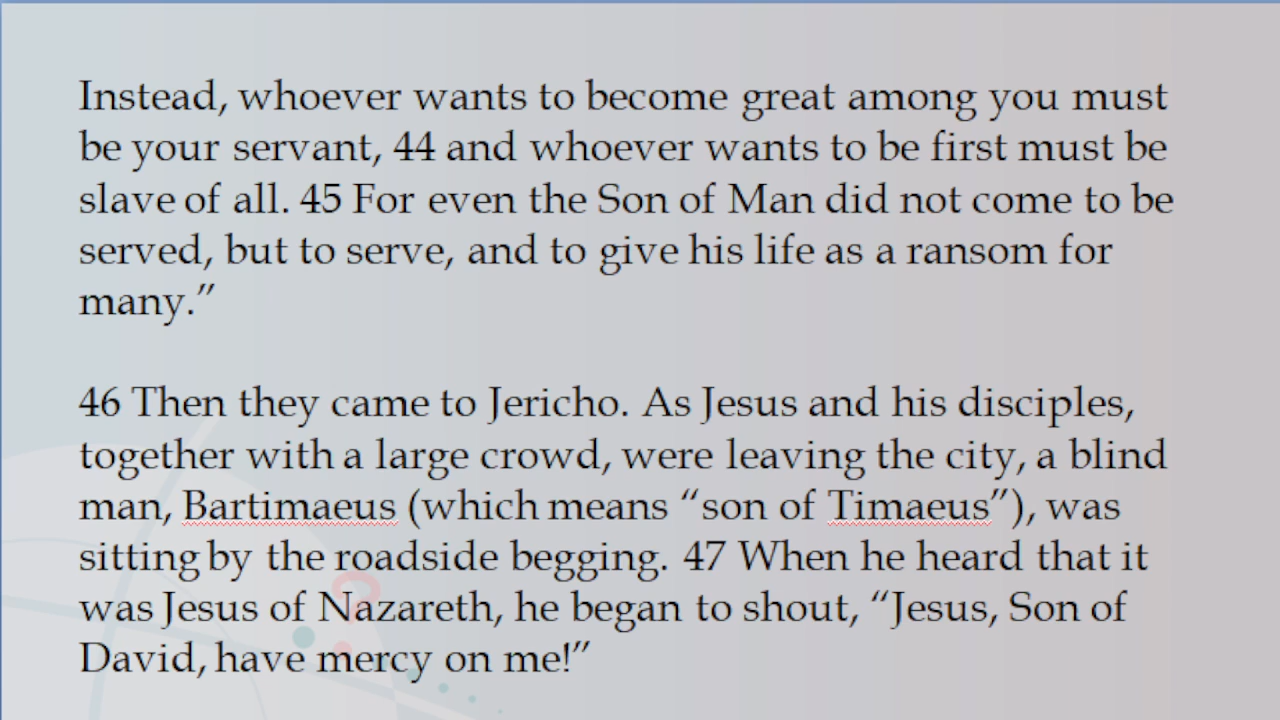 Instead, whoever wants to become great among you must
be your servant, 44 and whoever wants to be first must be
slave of all. 45 For even the Son of Man did not come to be
served, but to serve, and to give his life as a ransom for
many.”
46 Then they came to Jericho. As Jesus and his disciples,
together with a large crowd, were leaving the city, a blind
man, Bartimaeus (which means “son of Timaeus”), was
sitting by the roadside begging. 47 When he heard that it
was Jesus of Nazareth, he began to shout, “Jesus, Son of
David, have mercy on me!”